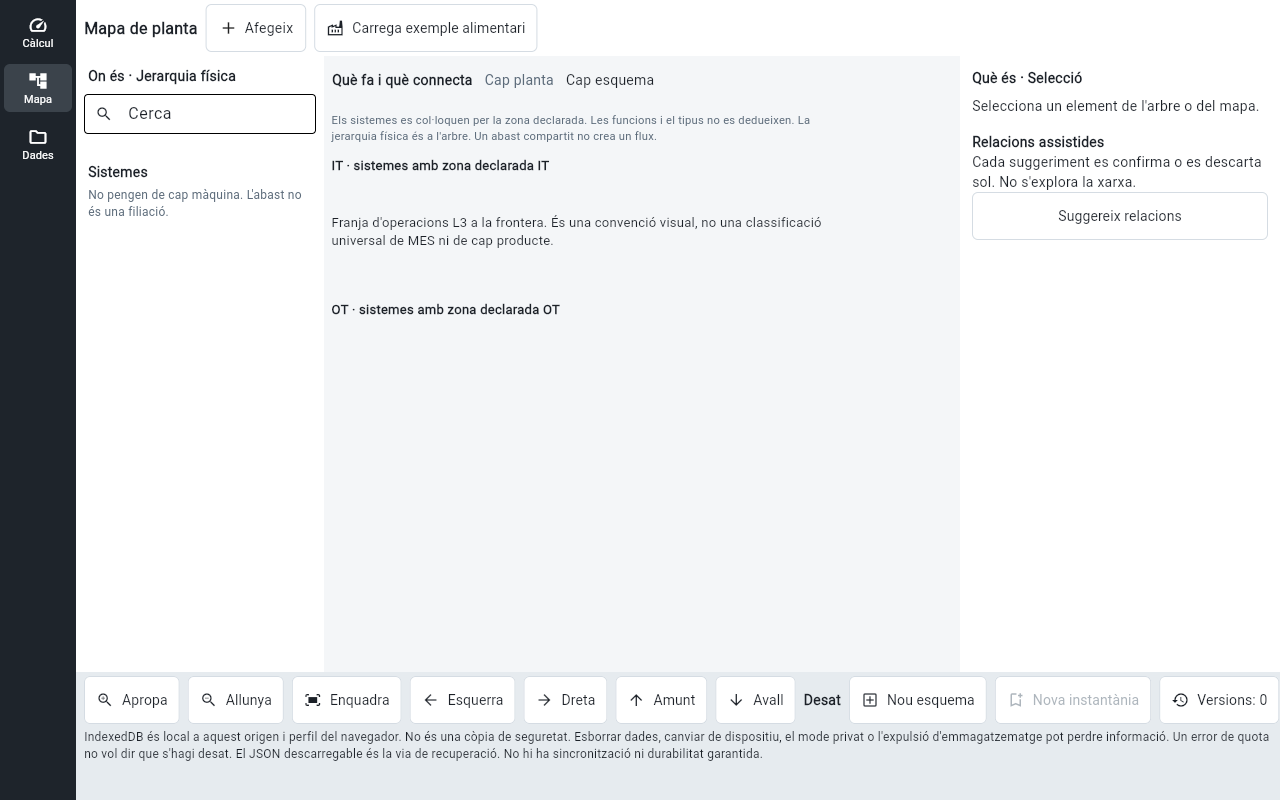 Càlcul
Mapa
Dades
Mapa de planta
Afegeix
Carrega exemple alimentari
On és · Jerarquia física
Cerca
Sistemes
No pengen de cap màquina. L'abast no
és una filiació.
Què fa i què connecta Cap planta Cap esquema
Els sistemes es col·loquen per la zona declarada. Les funcions i el tipus no es dedueixen. La
jerarquia física és a l'arbre. Un abast compartit no crea un flux.
IT · sistemes amb zona declarada IT
Franja d'operacions L3 a la frontera. És una convenció visual, no una classificació
universal de MES ni de cap producte.
OT · sistemes amb zona declarada OT
Què és · Selecció
Selecciona un element de l'arbre o del mapa.
Relacions assistides
Cada suggeriment es confirma o es descarta
sol. No s'explora la xarxa.
Suggereix relacions
Apropa
Allunya
Enquadra
Esquerra
Dreta
Amunt
Avall
Desat
Nou esquema
Nova instantània
Versions: 0
IndexedDB és local a aquest origen i perfil del navegador. No és una còpia de seguretat. Esborrar dades, canviar de dispositiu, el mode privat o l'expulsió d'emmagatzematge pot perdre informació. Un error de quota
no vol dir que s'hagi desat. El JSON descarregable és la via de recuperació. No hi ha sincronització ni durabilitat garantida.